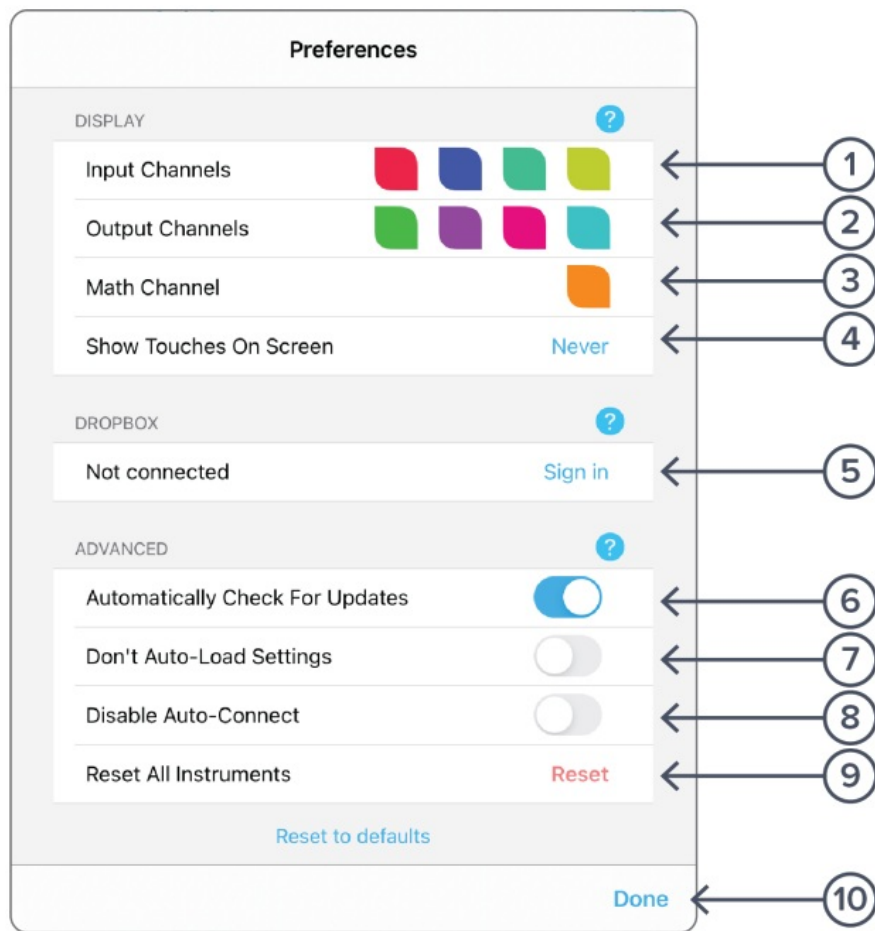 Preferences
DISPLAY ?
Input Channels 1
Output Channels 2
Math Channel 3
Show Touches On Screen Never 4
DROPBOX ?
Not connected Sign in 5
ADVANCED ?
Automatically Check For Updates 6
Don't Auto-Load Settings 7
Disable Auto-Connect 8
Reset All Instruments Reset 9
Reset to defaults
Done 10